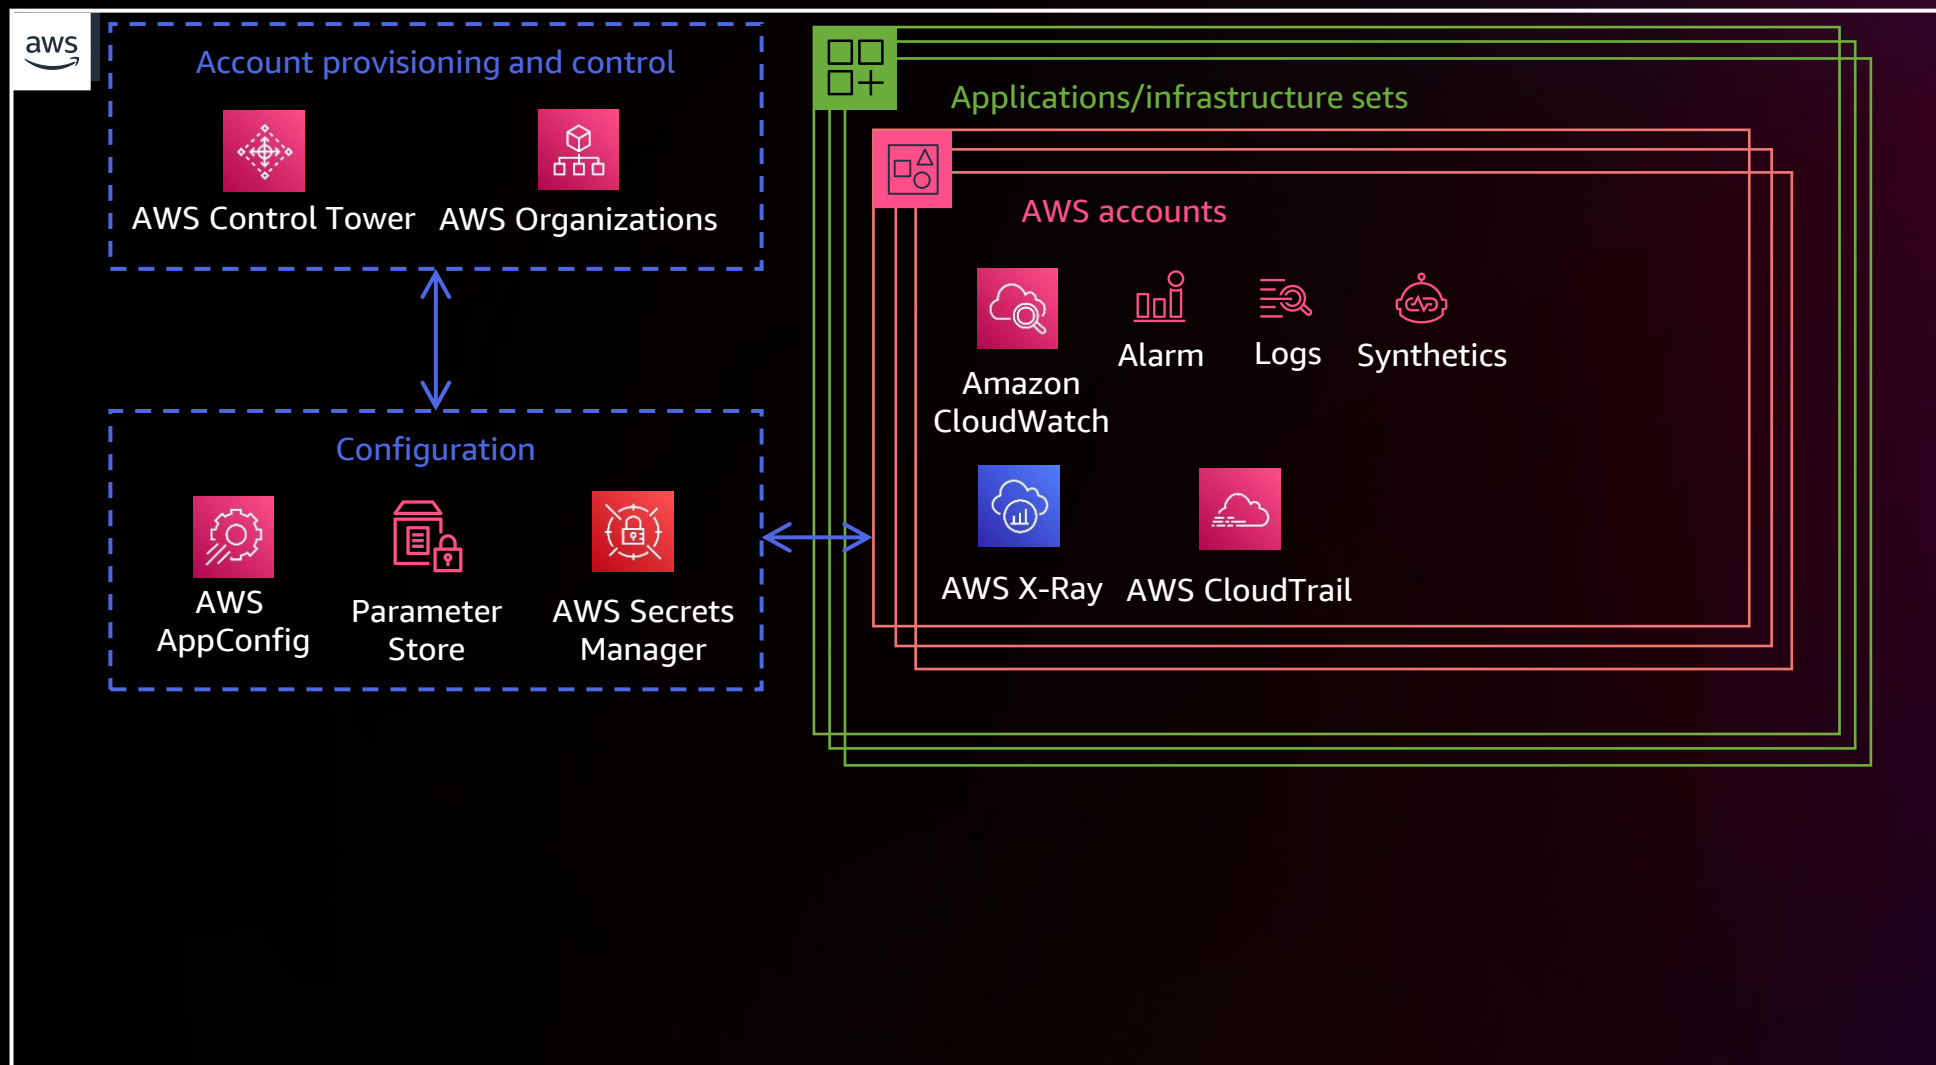 aws
Account provisioning and control
AWS Control Tower
AWS Organizations
Configuration
AWS
AppConfig
Parameter
Store
AWS Secrets
Manager
Applications/infrastructure sets
AWS accounts
Amazon
CloudWatch
Alarm
Logs
Synthetics
AWS X-Ray
AWS CloudTrail